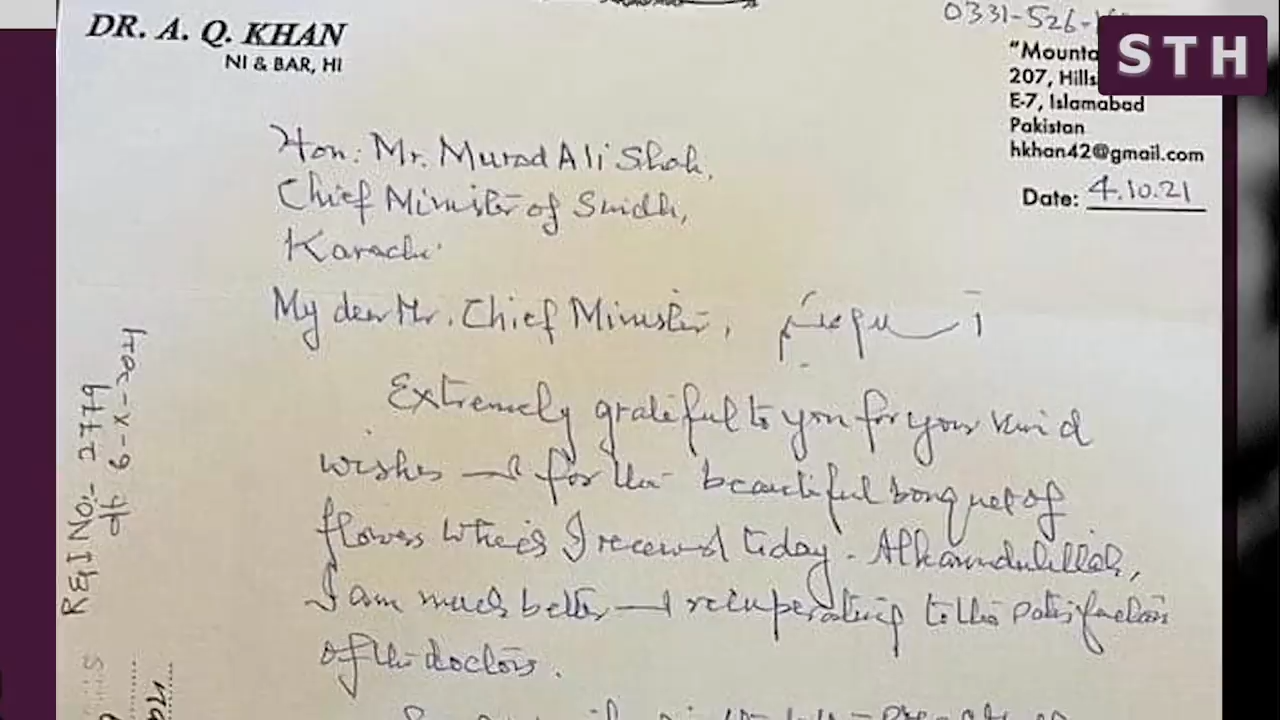 DR. A. Q. KHAN
NI & BAR, HI
0331-526-
STH
"Mounta
207, Hills
E-7, Islamabad
Pakistan
hkhan42@gmail.com
Date: 4.10.21
Hon: Mr. Murad Ali Shah,
Chief Minister of Sindh,
Karachi
My dear Mr. Chief Minister,
Extremely grateful to you for your kind
wishes and for the beautiful bouquet of
flowers which I received today. Alhamdulillah,
I am much better and recuperating to the satisfaction
of the doctors.
R&I No:- 2779
dt 6-X-2021